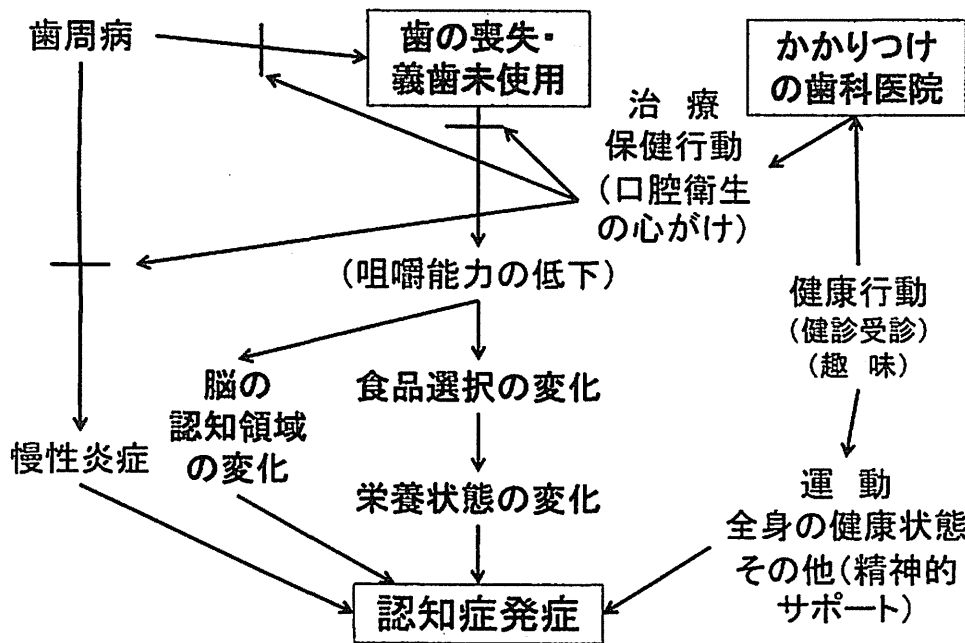 歯周病
歯の喪失・
義歯未使用
かかりつけ
の歯科医院
治 療
保健行動
(口腔衛生
の心がけ)
(咀嚼能力の低下)
健康行動
(健診受診)
(趣 味)
脳の
認知領域
の変化
食品選択の変化
慢性炎症
栄養状態の変化
運 動
全身の健康状態
その他(精神的
サポート)
認知症発症